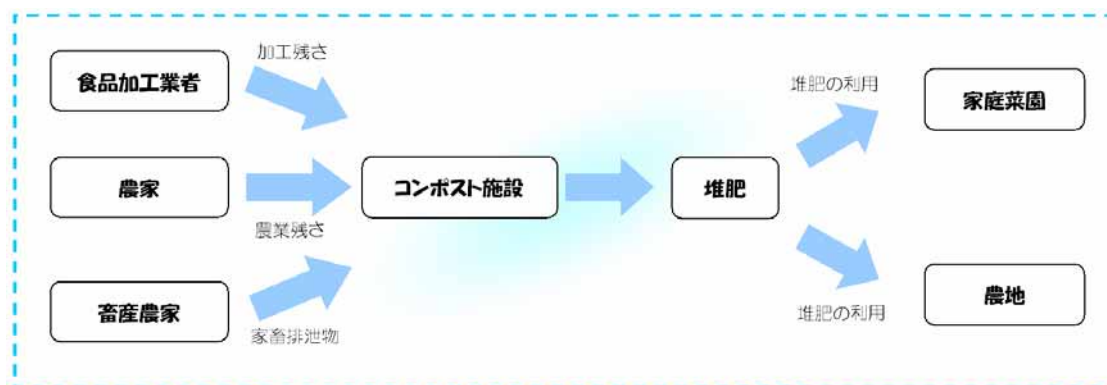 加工残さ
食品加工業者
農家
農業残さ
畜産農家
家畜排泄物
コンポスト施設
堆肥
堆肥の利用
家庭菜園
農地
堆肥の利用